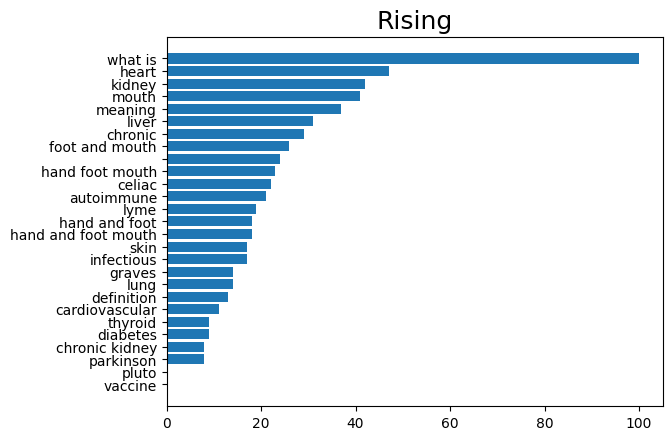 Rising
what is
heart
kidney
mouth
meaning
liver
chronic
foot and mouth
hand foot mouth
celiac
autoimmune
lyme
hand and foot
hand and foot mouth
skin
infectious
graves
lung
definition
cardiovascular
thyroid
diabetes
chronic kidney
parkinson
pluto
vaccine
0 20 40 60 80 100